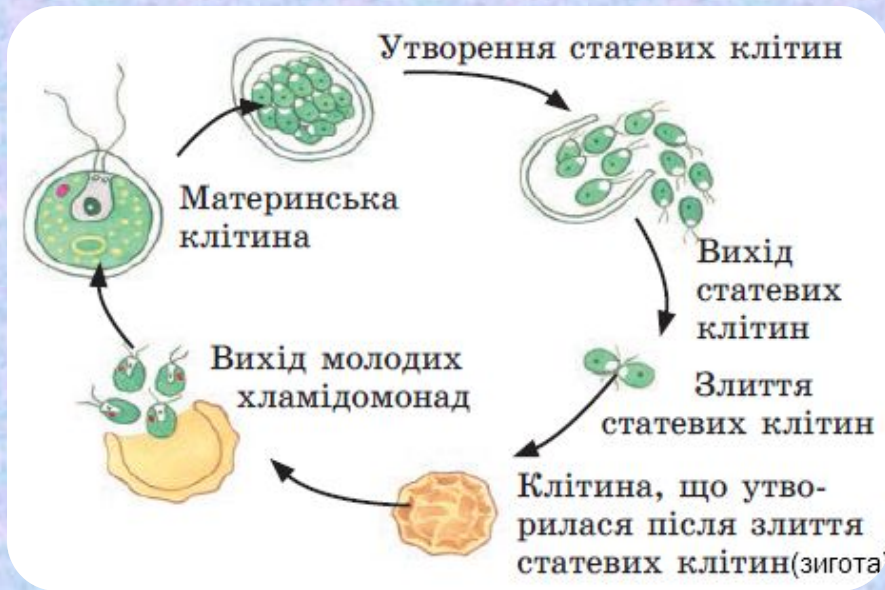 Утворення статевих клітин
Материнська
клітина
Вихід
статевих
клітин
Злиття
статевих клітин
Клітина, що утво-
рилася після злиття
статевих клітин(зигота)
Вихід молодих
хламідомонад